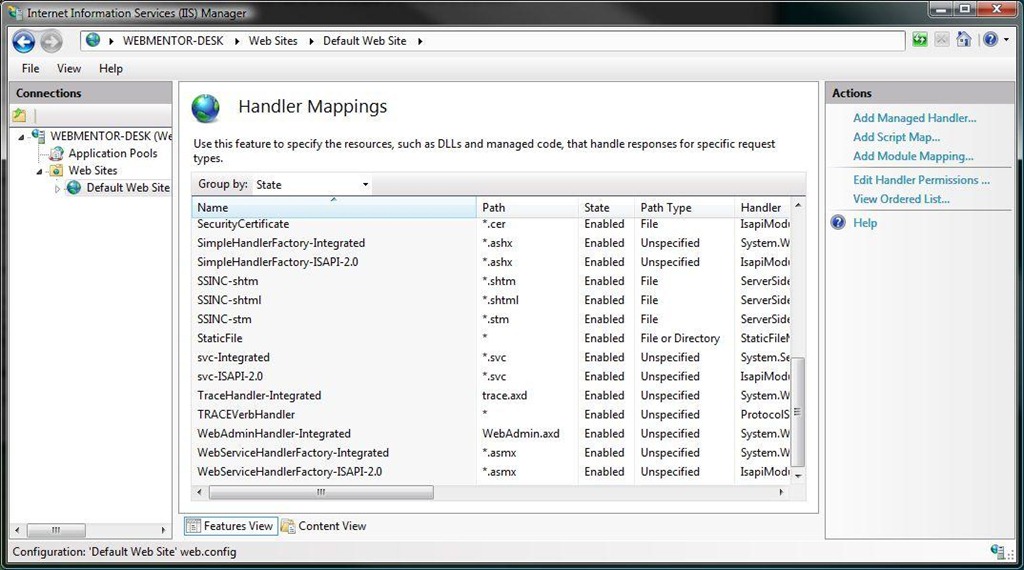 Internet Information Services (IIS) Manager
WEBMENTOR-DESK Web Sites Default Web Site
File View Help
Connections
WEBMENTOR-DESK (We
Application Pools
Web Sites
Default Web Site
Handler Mappings
Use this feature to specify the resources, such as DLLs and managed code, that handle responses for specific request
types.
Group by: State
Name Path State Path Type Handler
SecurityCertificate *.cer Enabled File IsapiModu
SimpleHandlerFactory-Integrated *.ashx Enabled Unspecified System.W
SimpleHandlerFactory-ISAPI-2.0 *.ashx Enabled Unspecified IsapiModu
SSINC-shtm *.shtm Enabled File ServerSide
SSINC-shtml *.shtml Enabled File ServerSide
SSINC-stm *.stm Enabled File ServerSide
StaticFile * Enabled File or Directory StaticFileM
svc-Integrated *.svc Enabled Unspecified System.Se
svc-ISAPI-2.0 *.svc Enabled Unspecified IsapiModu
TraceHandler-Integrated trace.axd Enabled Unspecified System.W
TRACEVerbHandler * Enabled Unspecified ProtocolS
WebAdminHandler-Integrated WebAdmin.axd Enabled Unspecified System.W
WebServiceHandlerFactory-Integrated *.asmx Enabled Unspecified System.W
WebServiceHandlerFactory-ISAPI-2.0 *.asmx Enabled Unspecified IsapiModu
Features View Content View
Actions
Add Managed Handler...
Add Script Map...
Add Module Mapping...
Edit Handler Permissions ...
View Ordered List...
Help
Configuration: 'Default Web Site' web.config